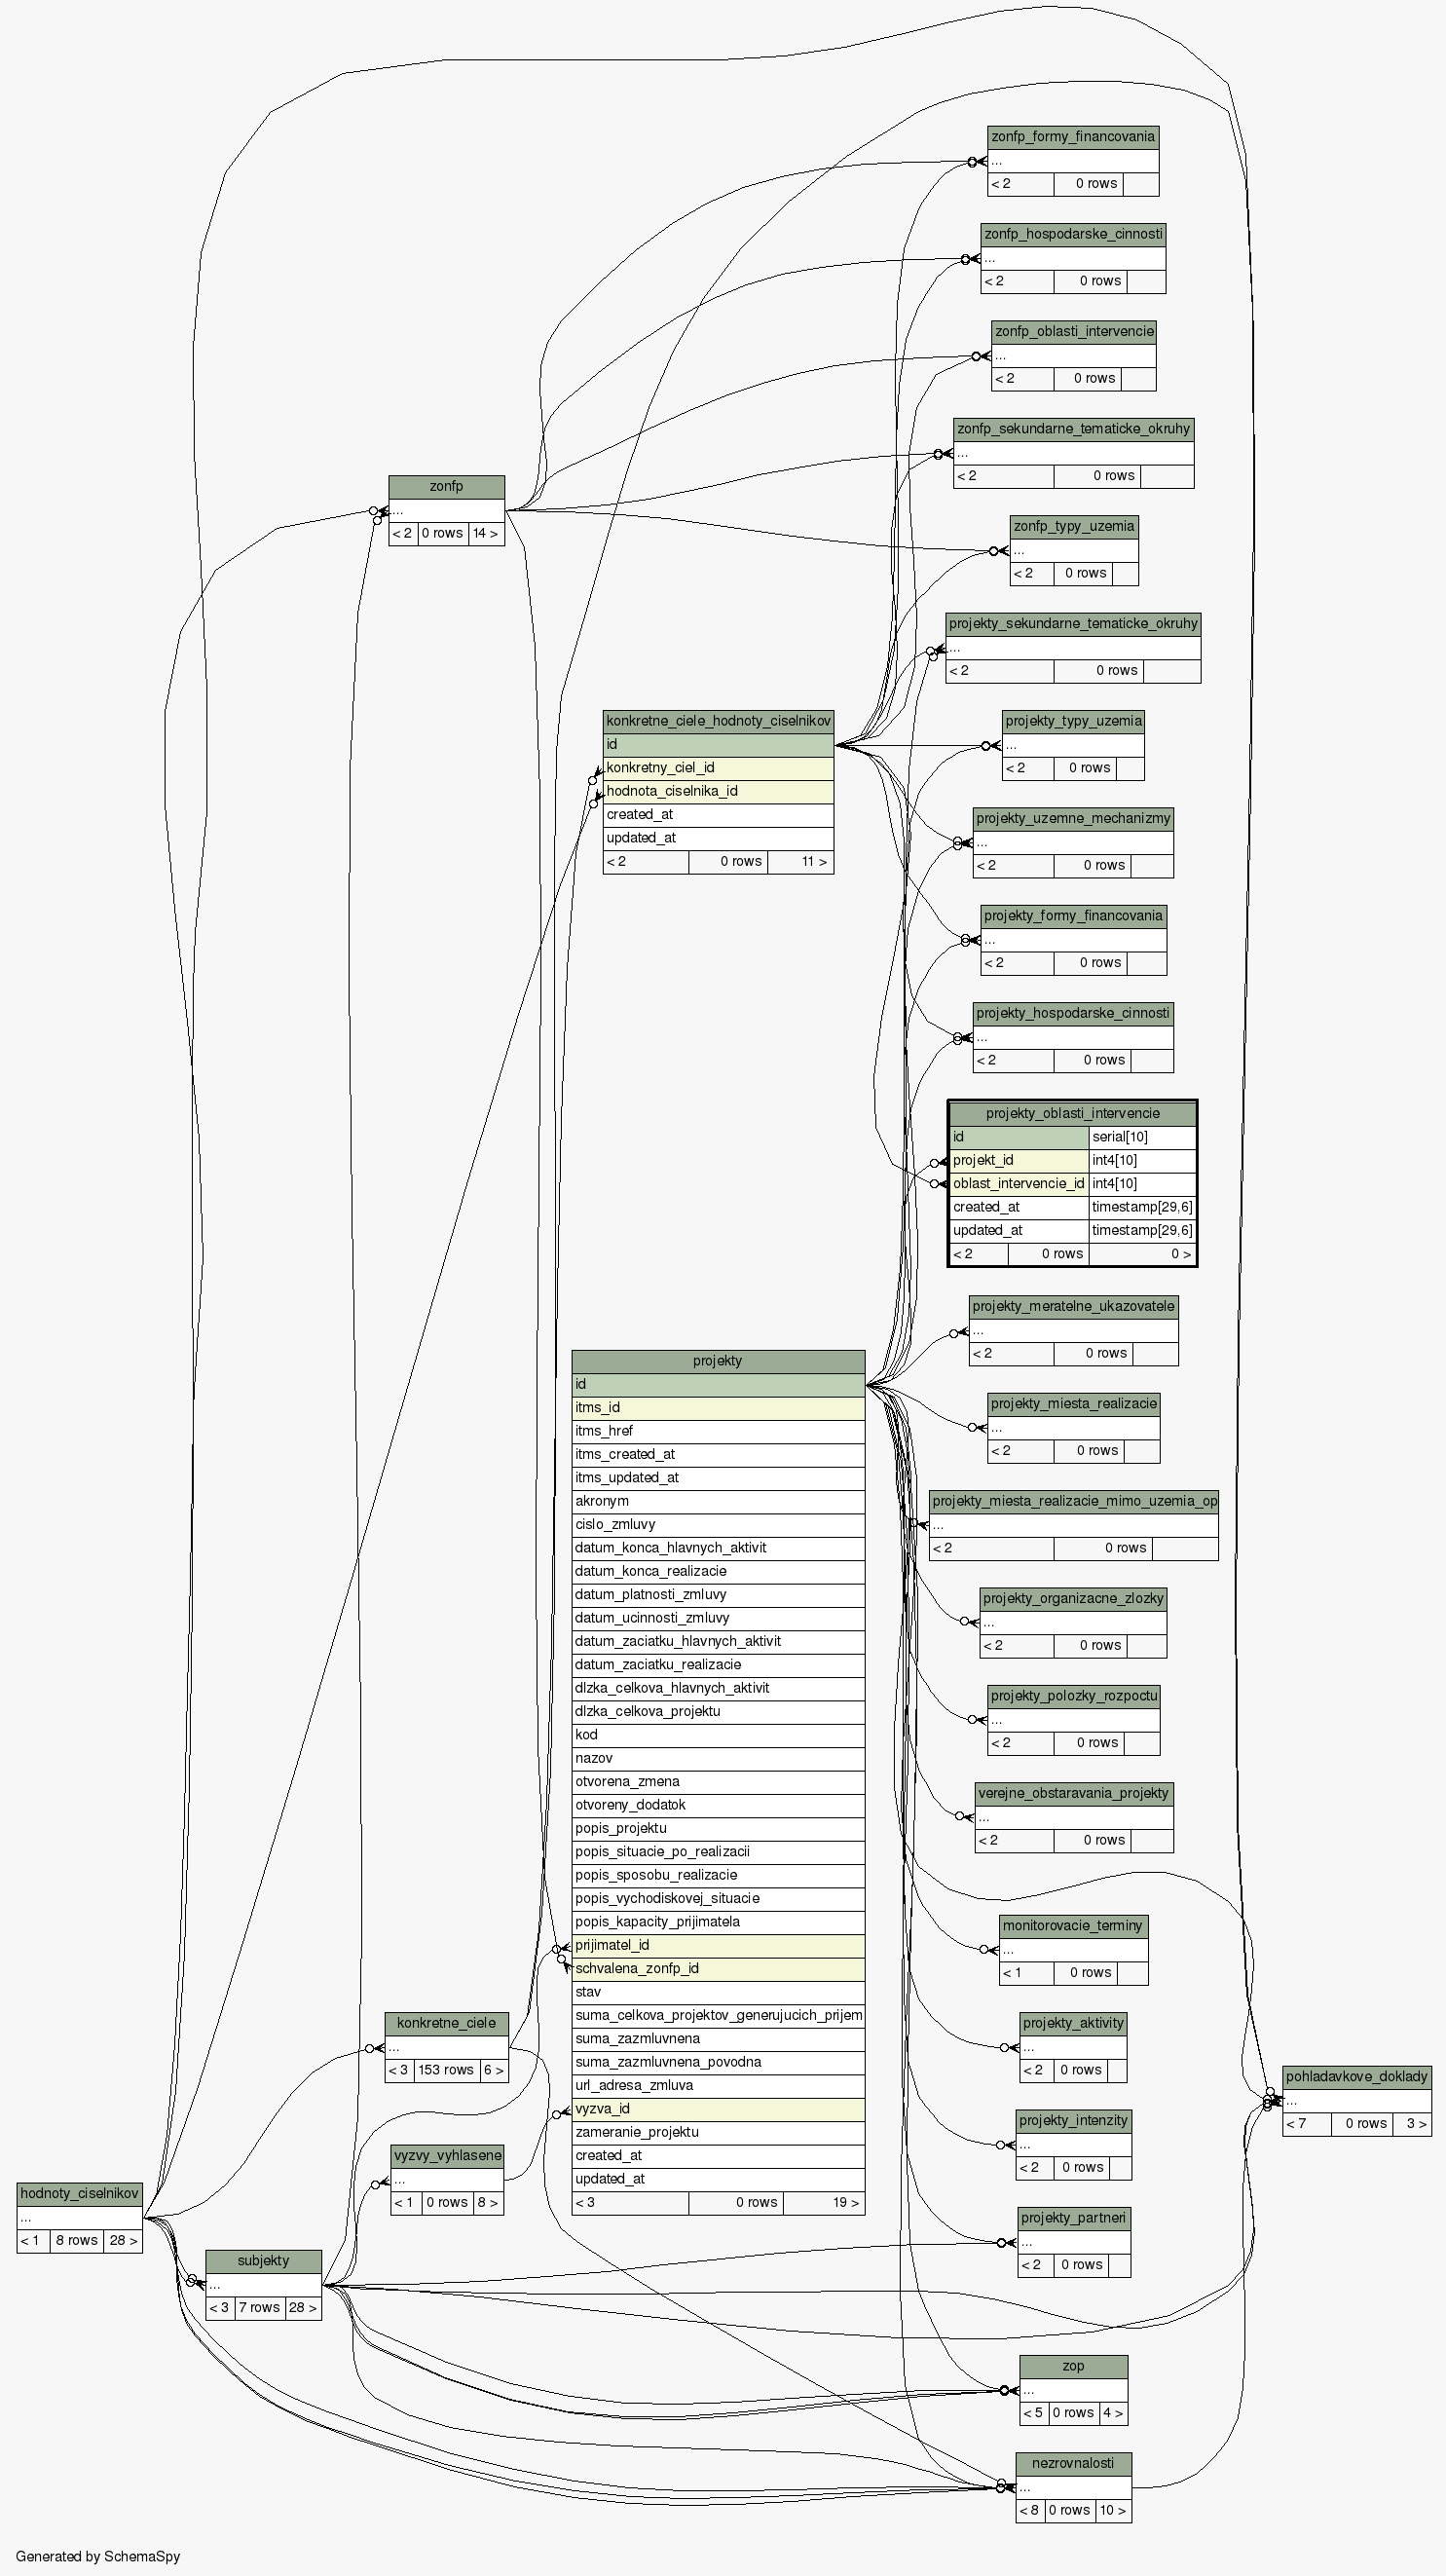 zonfp_formy_financovania
...
< 2 0 rows
zonfp_hospodarske_cinnosti
...
< 2 0 rows
zonfp_oblasti_intervencie
...
< 2 0 rows
zonfp_sekundarne_tematicke_okruhy
...
< 2 0 rows
zonfp
...
< 2 0 rows 14 >
zonfp_typy_uzemia
...
< 2 0 rows
projekty_sekundarne_tematicke_okruhy
...
< 2 0 rows
konkretne_ciele_hodnoty_ciselnikov
id
konkretny_ciel_id
hodnota_ciselnika_id
created_at
updated_at
< 2 0 rows 11 >
projekty_typy_uzemia
...
< 2 0 rows
projekty_uzemne_mechanizmy
...
< 2 0 rows
projekty_formy_financovania
...
< 2 0 rows
projekty_hospodarske_cinnosti
...
< 2 0 rows
projekty_oblasti_intervencie
id serial[10]
projekt_id int4[10]
oblast_intervencie_id int4[10]
created_at timestamp[29,6]
updated_at timestamp[29,6]
< 2 0 rows 0 >
projekty_meratelne_ukazovatele
...
< 2 0 rows
projekty
id
itms_id
itms_href
itms_created_at
itms_updated_at
akronym
cislo_zmluvy
datum_konca_hlavnych_aktivit
datum_konca_realizacie
datum_platnosti_zmluvy
datum_ucinnosti_zmluvy
datum_zaciatku_hlavnych_aktivit
datum_zaciatku_realizacie
dlzka_celkova_hlavnych_aktivit
dlzka_celkova_projektu
kod
nazov
otvorena_zmena
otvoreny_dodatok
popis_projektu
popis_situacie_po_realizacii
popis_sposobu_realizacie
popis_vychodiskovej_situacie
popis_kapacity_prijimatela
prijimatel_id
schvalena_zonfp_id
stav
suma_celkova_projektov_generujucich_prijem
suma_zazmluvnena
suma_zazmluvnena_povodna
url_adresa_zmluva
vyzva_id
zameranie_projektu
created_at
updated_at
< 3 0 rows 19 >
projekty_miesta_realizacie
...
< 2 0 rows
projekty_miesta_realizacie_mimo_uzemia_op
...
< 2 0 rows
projekty_organizacne_zlozky
...
< 2 0 rows
projekty_polozky_rozpoctu
...
< 2 0 rows
verejne_obstaravania_projekty
...
< 2 0 rows
monitorovacie_terminy
...
< 1 0 rows
konkretne_ciele
...
< 3 153 rows 6 >
projekty_aktivity
...
< 2 0 rows
pohladavkove_doklady
...
< 7 0 rows 3 >
projekty_intenzity
...
< 2 0 rows
vyzvy_vyhlasene
...
< 1 0 rows 8 >
hodnoty_ciselnikov
...
< 1 8 rows 28 >
projekty_partneri
...
< 2 0 rows
subjekty
...
< 3 7 rows 28 >
zop
...
< 5 0 rows 4 >
nezrovnalosti
...
< 8 0 rows 10 >
Generated by SchemaSpy